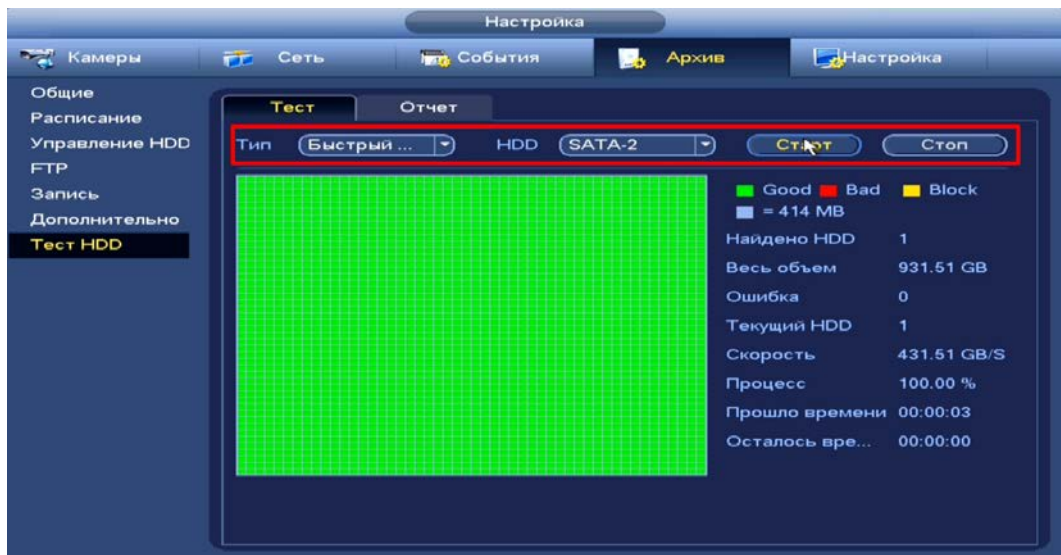 Настройка
Камеры
Сеть
События
Архив
Настройка
Общие
Расписание
Управление HDD
FTP
Запись
Дополнительно
Тест HDD
Тест Отчет
Тип Быстрый ... HDD SATA-2 Старт Стоп
Good Bad Block
= 414 MB
Найдено HDD 1
Весь объем 931.51 GB
Ошибка 0
Текущий HDD 1
Скорость 431.51 GB/S
Процесс 100.00 %
Прошло времени 00:00:03
Осталось вре... 00:00:00